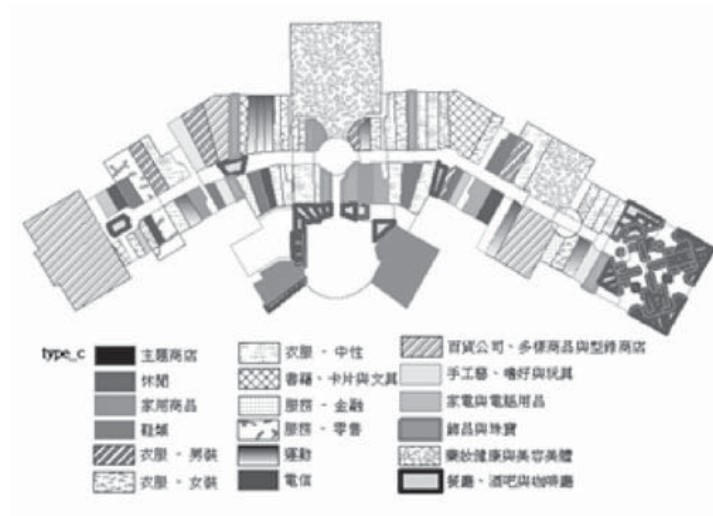 type_c
主題商店
休閒
家用商品
鞋類
衣服 - 男裝
衣服 - 女裝
衣服 - 中性
書籍、卡片與文具
服務 - 金融
服務 - 零售
運動
電信
百貨公司、多樣商品與型錄商店
手工藝、嗜好與玩具
家電與電腦用品
飾品與珠寶
藥妝健康與美容美體
餐廳、酒吧與咖啡廳